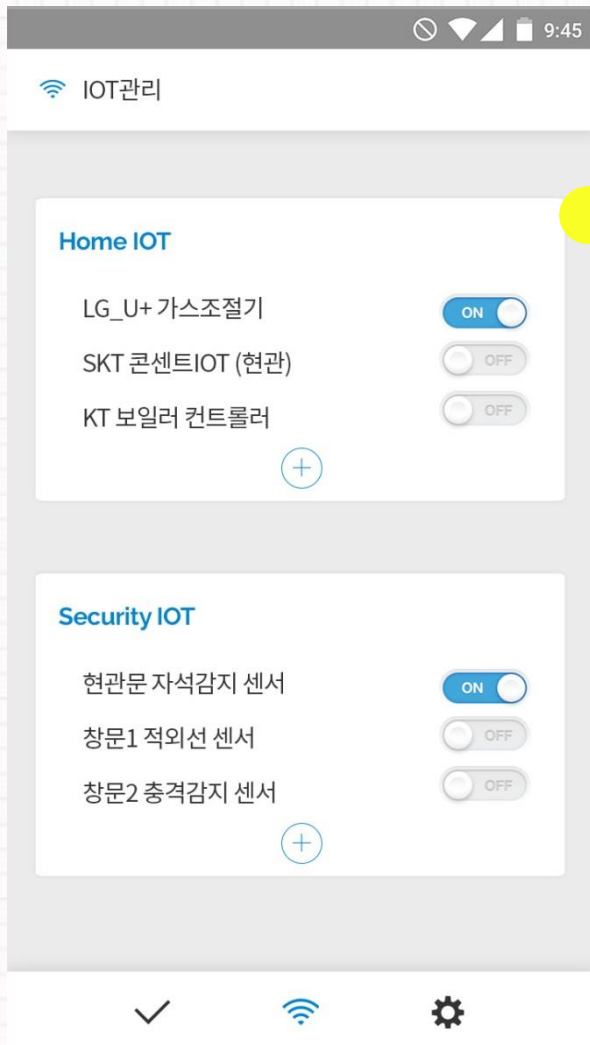 9:45
IOT관리
Home IOT
LG_U+ 가스조절기 ON
SKT 콘센트IOT (현관) OFF
KT 보일러 컨트롤러 OFF
Security IOT
현관문 자석감지 센서 ON
창문1 적외선 센서 OFF
창문2 충격감지 센서 OFF